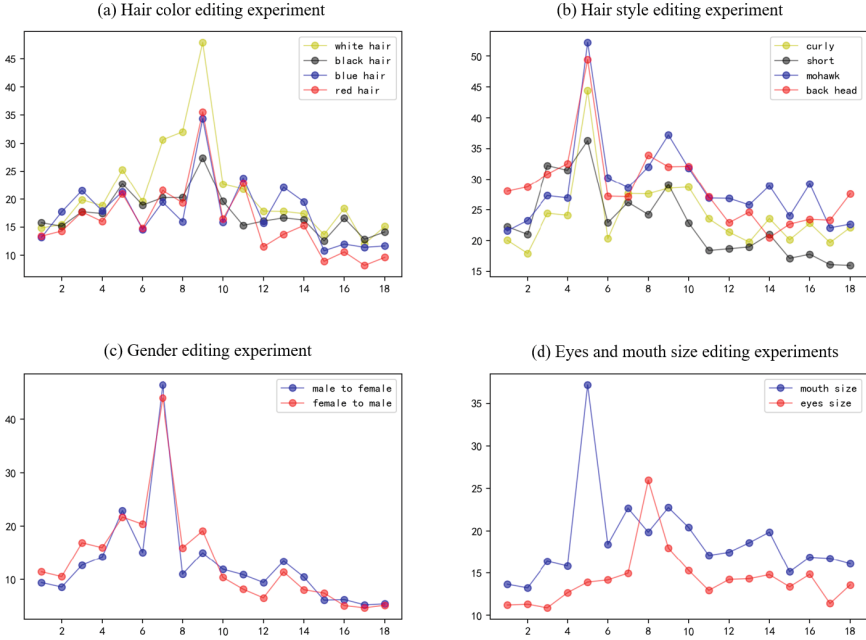 (a) Hair color editing experiment
white hair
black hair
blue hair
red hair
45
40
35
30
25
20
15
10
2 4 6 8 10 12 14 16 18
(b) Hair style editing experiment
curly
short
mohawk
back head
50
45
40
35
30
25
20
15
2 4 6 8 10 12 14 16 18
(c) Gender editing experiment
male to female
female to male
40
30
20
10
2 4 6 8 10 12 14 16 18
(d) Eyes and mouth size editing experiments
mouth size
eyes size
35
30
25
20
15
10
2 4 6 8 10 12 14 16 18